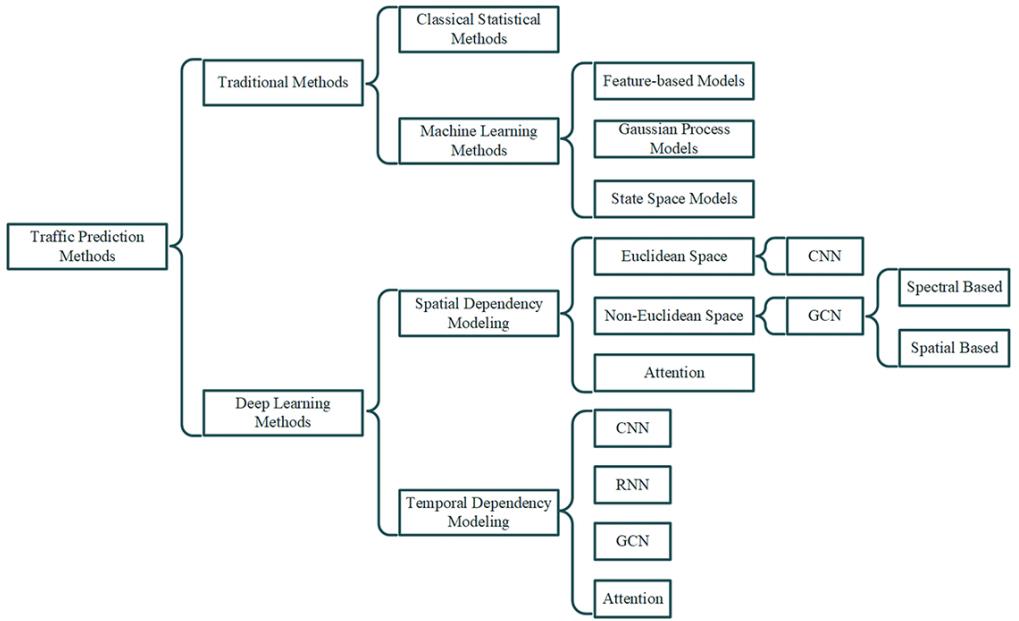 Traffic Prediction
Methods
Traditional Methods
Classical Statistical
Methods
Machine Learning
Methods
Feature-based Models
Gaussian Process
Models
State Space Models
Deep Learning
Methods
Spatial Dependency
Modeling
Euclidean Space
CNN
Non-Euclidean Space
GCN
Spectral Based
Spatial Based
Attention
Temporal Dependency
Modeling
CNN
RNN
GCN
Attention